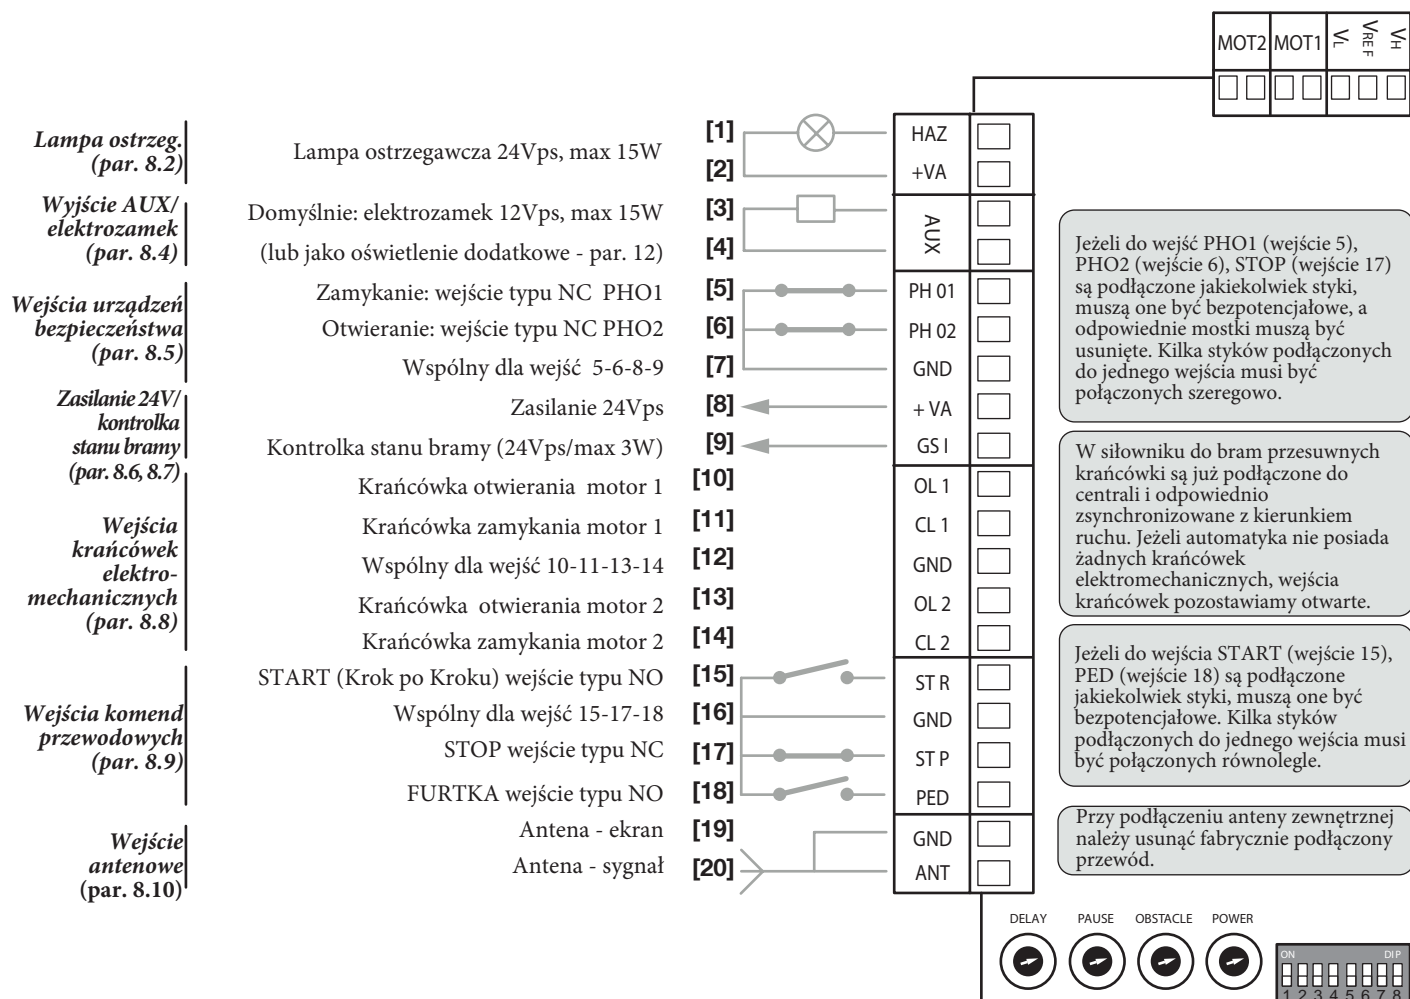 MOT2 MOT1 VL VREF VH
Lampa ostrzeg.
(par. 8.2)
Lampa ostrzegawcza 24Vps, max 15W
[1]
[2]
HAZ
+VA
Wyjście AUX/
elektrozamek
(par. 8.4)
Domyślnie: elektrozamek 12Vps, max 15W
(lub jako oświetlenie dodatkowe - par. 12)
[3]
[4]
AUX
Wejścia urządzeń
bezpieczeństwa
(par. 8.5)
Zamykanie: wejście typu NC PHO1 [5] PH 01
Otwieranie: wejście typu NC PHO2 [6] PH 02
Wspólny dla wejść 5-6-8-9 [7] GND
Zasilanie 24V/
kontrolka
stanu bramy
(par. 8.6, 8.7)
Zasilanie 24Vps [8] + VA
Kontrolka stanu bramy (24Vps/max 3W) [9] GS I
Wejścia
krańcówek
elektro-
mechanicznych
(par. 8.8)
Krańcówka otwierania motor 1 [10] OL 1
Krańcówka zamykania motor 1 [11] CL 1
Wspólny dla wejść 10-11-13-14 [12] GND
Krańcówka otwierania motor 2 [13] OL 2
Krańcówka zamykania motor 2 [14] CL 2
Wejścia komend
przewodowych
(par. 8.9)
START (Krok po Kroku) wejście typu NO [15] ST R
Wspólny dla wejść 15-17-18 [16] GND
STOP wejście typu NC [17] ST P
FURTKA wejście typu NO [18] PED
Wejście
antenowe
(par. 8.10)
Antena - ekran [19] GND
Antena - sygnał [20] ANT
Jeżeli do wejść PHO1 (wejście 5),
PHO2 (wejście 6), STOP (wejście 17)
są podłączone jakiekolwiek styki,
muszą one być bezpotencjałowe, a
odpowiednie mostki muszą być
usunięte. Kilka styków podłączonych
do jednego wejścia musi być
połączonych szeregowo.
W siłowniku do bram przesuwnych
krańcówki są już podłączone do
centrali i odpowiednio
zsynchronizowane z kierunkiem
ruchu. Jeżeli automatyka nie posiada
żadnych krańcówek
elektromechanicznych, wejścia
krańcówek pozostawiamy otwarte.
Jeżeli do wejścia START (wejście 15),
PED (wejście 18) są podłączone
jakiekolwiek styki, muszą one być
bezpotencjałowe. Kilka styków
podłączonych do jednego wejścia musi
być połączonych równolegle.
Przy podłączeniu anteny zewnętrznej
należy usunąć fabrycznie podłączony
przewód.
DELAY PAUSE OBSTACLE POWER
ON DIP
1 2 3 4 5 6 7 8